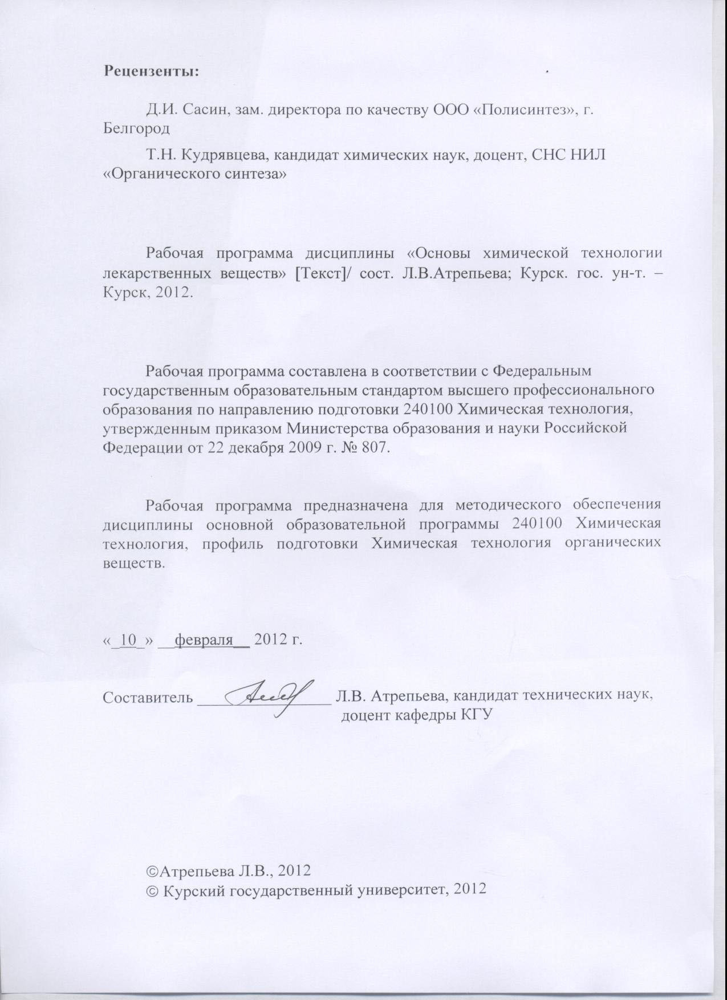 Рецензенты:
Д.И. Сасин, зам. директора по качеству ООО «Полисинтез», г.
Белгород
Т.Н. Кудрявцева, кандидат химических наук, доцент, СНС НИЛ
«Органического синтеза»
Рабочая программа дисциплины «Основы химической технологии
лекарственных веществ» [Текст]/ сост. Л.В.Атрепьева; Курск. гос. ун-т. –
Курск, 2012.
Рабочая программа составлена в соответствии с Федеральным
государственным образовательным стандартом высшего профессионального
образования по направлению подготовки 240100 Химическая технология,
утвержденным приказом Министерства образования и науки Российской
Федерации от 22 декабря 2009 г. № 807.
Рабочая программа предназначена для методического обеспечения
дисциплины основной образовательной программы 240100 Химическая
технология, профиль подготовки Химическая технология органических
веществ.
«_10_» __февраля__ 2012 г.
Составитель ________________ Л.В. Атрепьева, кандидат технических наук,
доцент кафедры КГУ
©Атрепьева Л.В., 2012
© Курский государственный университет, 2012